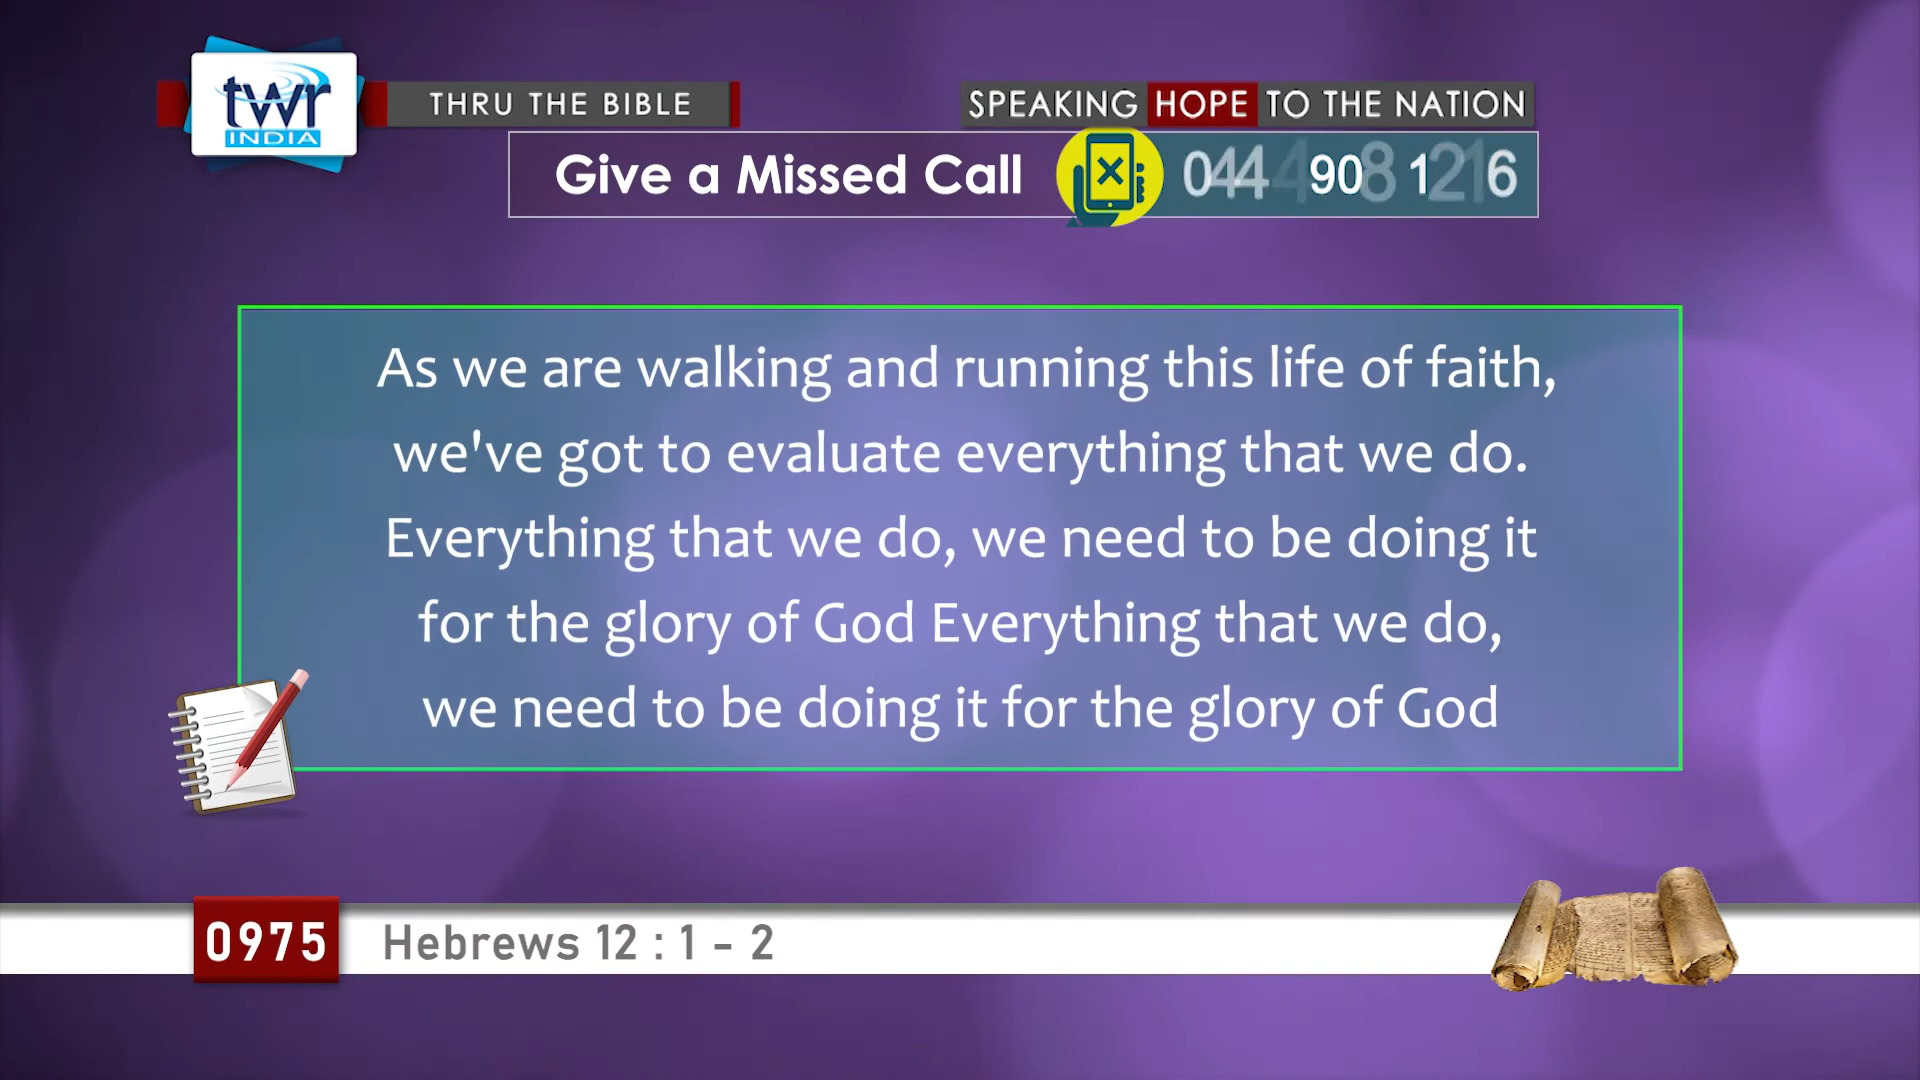 twr
INDIA
THRU THE BIBLE
SPEAKING HOPE TO THE NATION
Give a Missed Call
044 90 1 6
As we are walking and running this life of faith,
we've got to evaluate everything that we do.
Everything that we do, we need to be doing it
for the glory of God Everything that we do,
we need to be doing it for the glory of God
0975
Hebrews 12 : 1 - 2